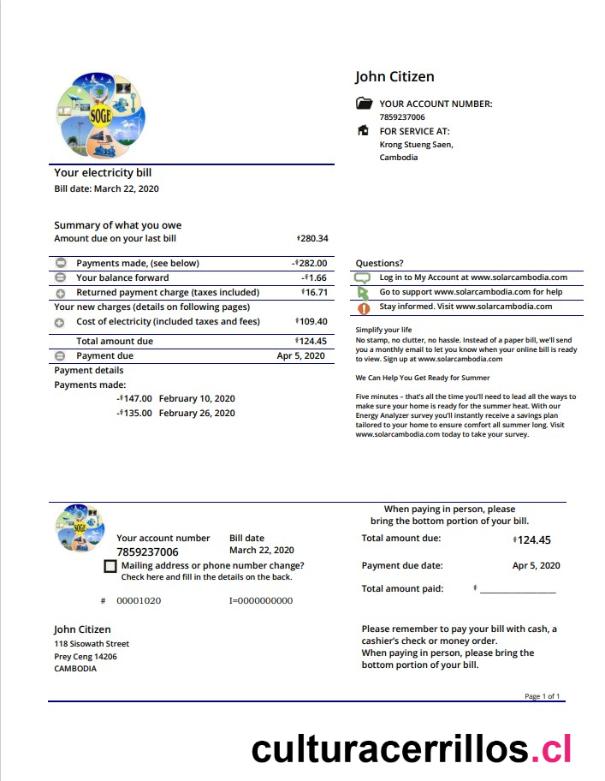 SOGE
John Citizen
YOUR ACCOUNT NUMBER:
7859237006
FOR SERVICE AT:
Krong Stueng Saen,
Cambodia
Your electricity bill
Bill date: March 22, 2020
Summary of what you owe
Amount due on your last bill ៛280.34
Payments made, (see below) -៛282.00
Your balance forward -៛1.66
Returned payment charge (taxes included) ៛16.71
Your new charges (details on following pages)
Cost of electricity (included taxes and fees) ៛109.40
Total amount due ៛124.45
Payment due Apr 5, 2020
Payment details
Payments made:
-៛147.00 February 10, 2020
-៛135.00 February 26, 2020
Questions?
Log in to My Account at www.solarcambodia.com
Go to support www.solarcambodia.com for help
Stay informed. Visit www.solarcambodia.com
Simplify your life
No stamp, no clutter, no hassle. Instead of a paper bill, we'll send
you a monthly email to let you know when your online bill is ready
to view. Sign up at www.solarcambodia.com
We Can Help You Get Ready for Summer
Five minutes – that's all the time you'll need to lead all the ways to
make sure your home is ready for the summer heat. With our
Energy Analyzer survey you'll instantly receive a savings plan
tailored to your home to ensure comfort all summer long. Visit
www.solarcambodia.com today to take your survey.
SOGE
Your account number Bill date
7859237006 March 22, 2020
Mailing address or phone number change?
Check here and fill in the details on the back.
# 00001020 I=0000000000
John Citizen
118 Sisowath Street
Prey Ceng 14206
CAMBODIA
When paying in person, please
bring the bottom portion of your bill.
Total amount due: ៛124.45
Payment due date: Apr 5, 2020
Total amount paid: ៛ ____________
Please remember to pay your bill with cash, a
cashier's check or money order.
When paying in person, please bring the
bottom portion of your bill.
Page 1 of 1
culturacerrillos.cl